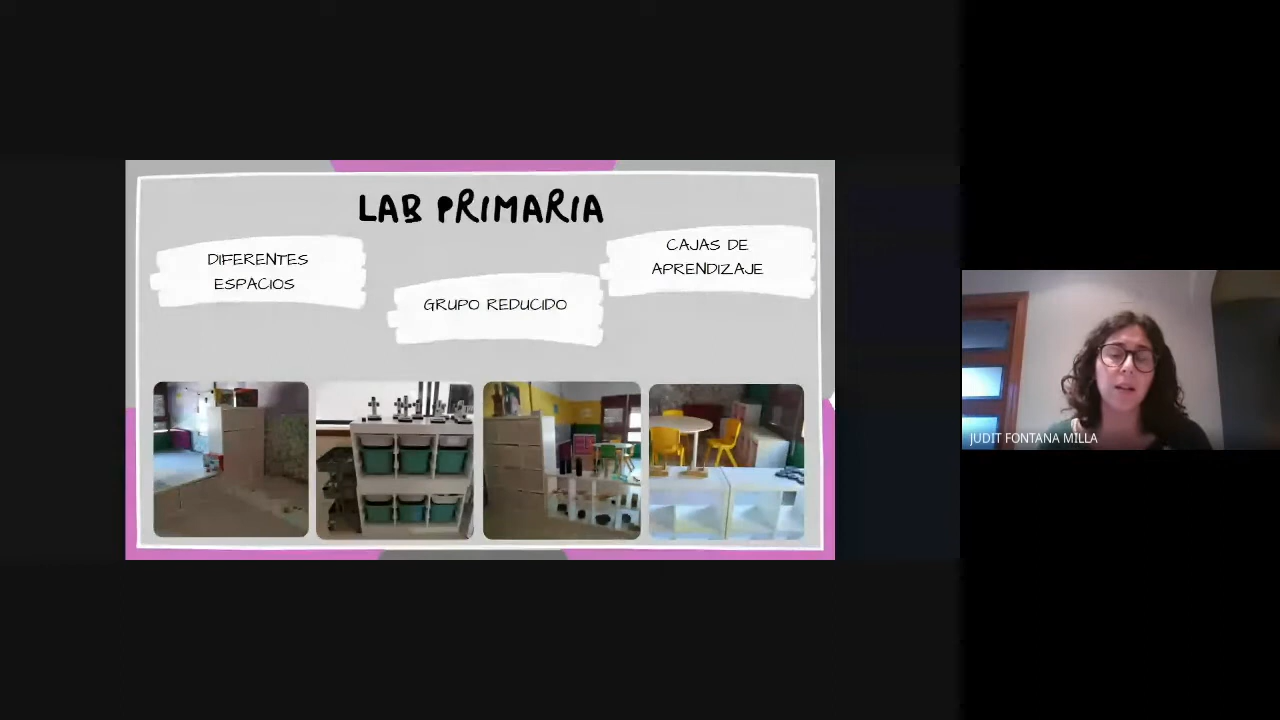 LAB PRIMARIA
DIFERENTES
ESPACIOS
GRUPO REDUCIDO
CAJAS DE
APRENDIZAJE
JUDIT FONTANA MILLA